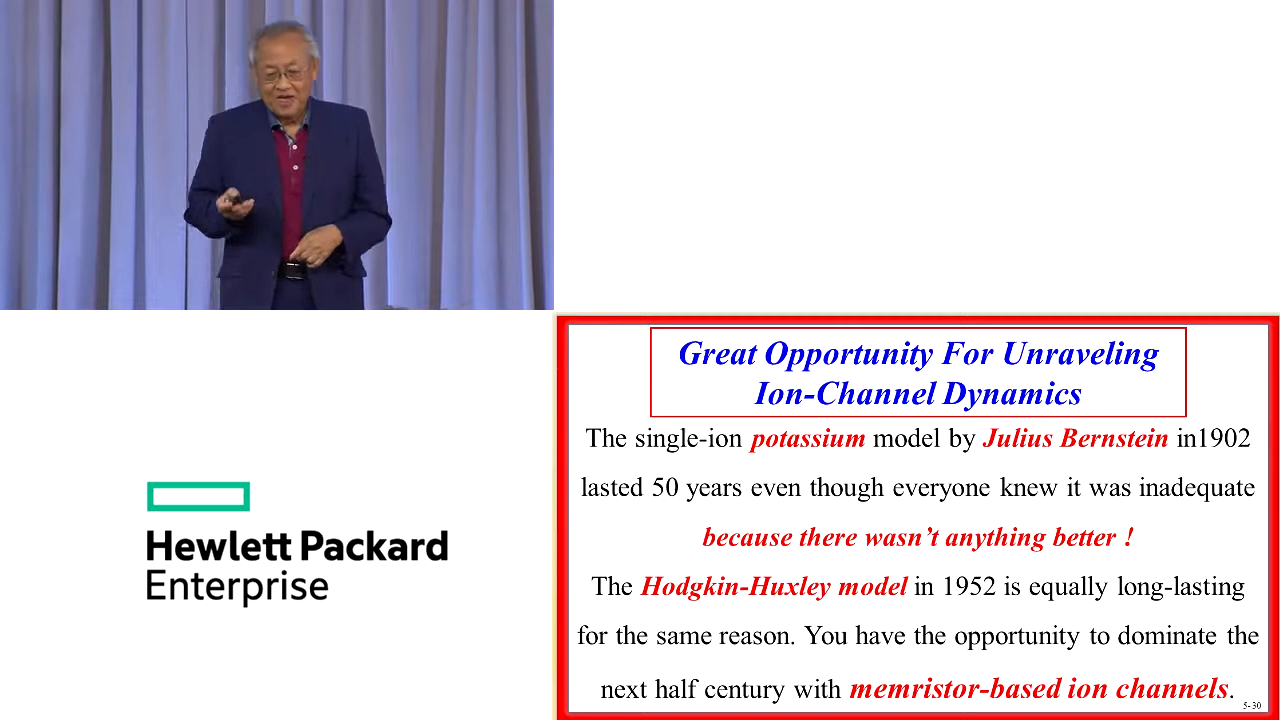 Hewlett Packard
Enterprise
Great Opportunity For Unraveling
Ion-Channel Dynamics
The single-ion potassium model by Julius Bernstein in1902
lasted 50 years even though everyone knew it was inadequate
because there wasn't anything better !
The Hodgkin-Huxley model in 1952 is equally long-lasting
for the same reason. You have the opportunity to dominate the
next half century with memristor-based ion channels.
5-30